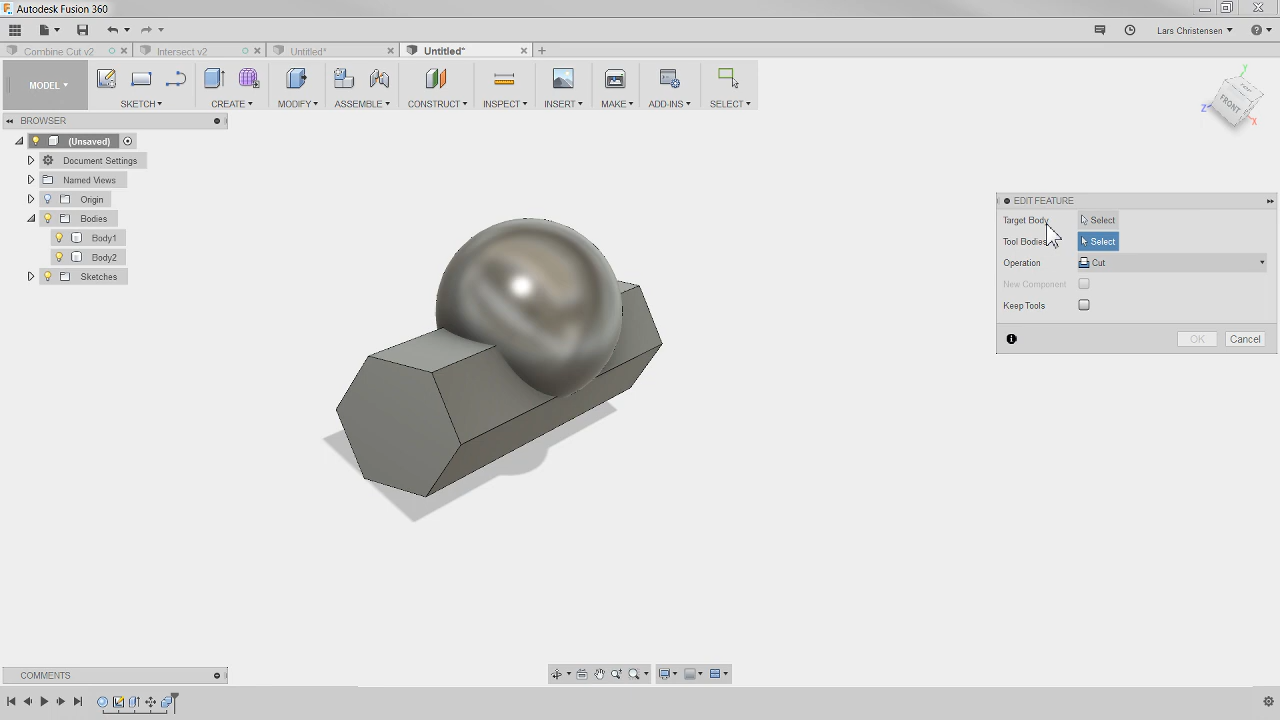 Autodesk Fusion 360
Lars Christensen
Combine Cut v2
Intersect v2
Untitled*
Untitled*
MODEL
SKETCH
CREATE
MODIFY
ASSEMBLE
CONSTRUCT
INSPECT
INSERT
MAKE
ADD-INS
SELECT
BROWSER
(Unsaved)
Document Settings
Named Views
Origin
Bodies
Body1
Body2
Sketches
Y
Z
FRONT
X
EDIT FEATURE
Target Body
Select
Tool Bodies
Select
Operation
Cut
New Component
Keep Tools
OK
Cancel
COMMENTS